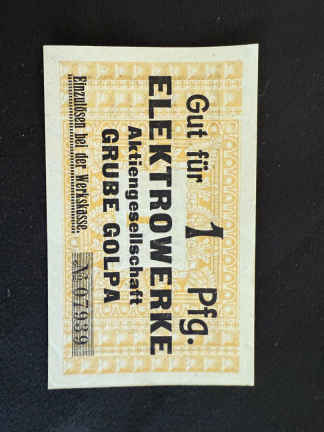 Gut für 1 Pfg.
ELEKTROWERKE
Aktiengesellschaft
GRUBE GOLPA
Einzulösen bei der Werkskasse.
№ 07939